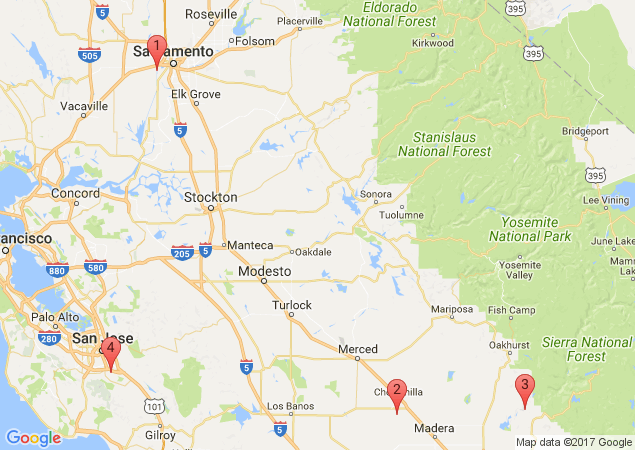 Roseville
ELDORADO
NATIONAL FOREST
Placerville
395
395
Folsom
Kirkwood
505
1
Sacramento
Elk Grove
Vacaville
5
Stanislaus
National Forest
Bridgeport
395
Concord
Stockton
Sonora
Tuolumne
Lee Vining
Yosemite
National Park
ncisco
205
5
Manteca
Oakdale
June Lake
880
580
Modesto
Yosemite
Valley
Mamm
Lake
Turlock
Palo Alto
Mariposa
Fish Camp
280
San Jose
4
Oakhurst
Sierra National
Forest
Merced
5
2
3
101
Los Banos
Madera
Gilroy
5
Google
Map data ©2017 Google